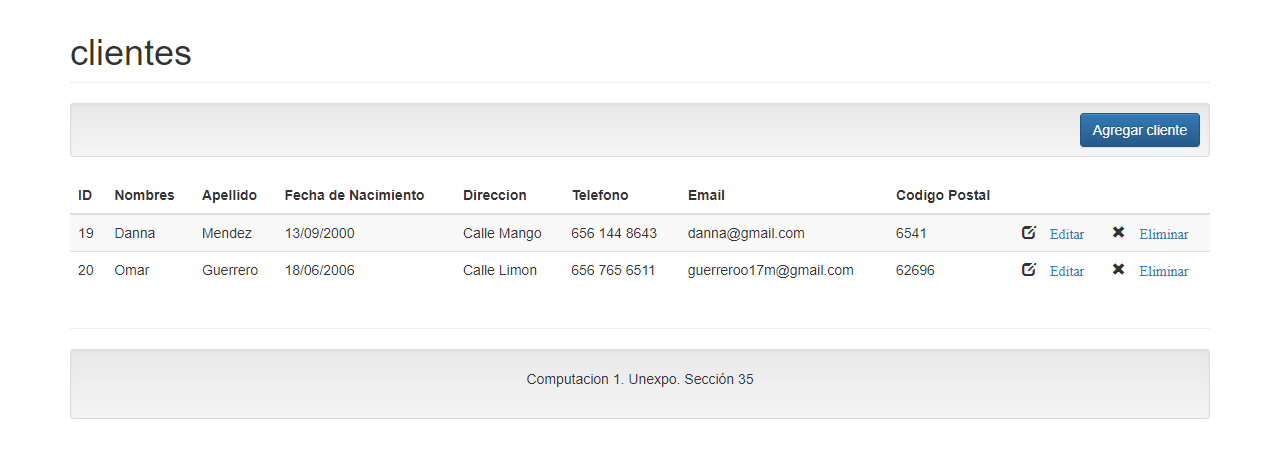 clientes
Agregar cliente
ID Nombres Apellido Fecha de Nacimiento Direccion Telefono Email Codigo Postal
19 Danna Mendez 13/09/2000 Calle Mango 656 144 8643 danna@gmail.com 6541 Editar Eliminar
20 Omar Guerrero 18/06/2006 Calle Limon 656 765 6511 guerreroo17m@gmail.com 62696 Editar Eliminar
Computacion 1. Unexpo. Sección 35